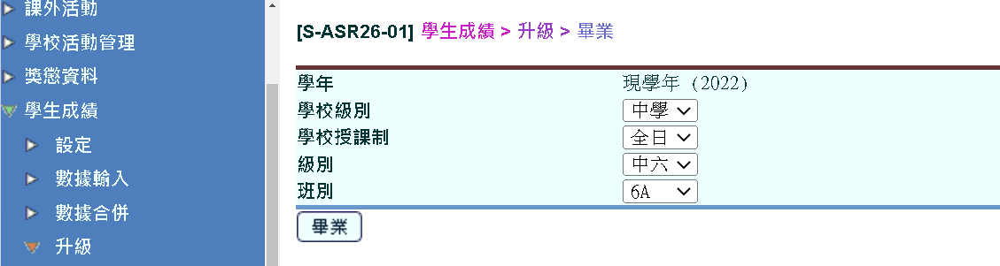 課外活動
學校活動管理
獎懲資料
學生成績
設定
數據輸入
數據合併
升級
[S-ASR26-01] 學生成績 > 升級 > 畢業
學年 現學年 (2022)
學校級別 中學
學校授課制 全日
級別 中六
班別 6A
畢業